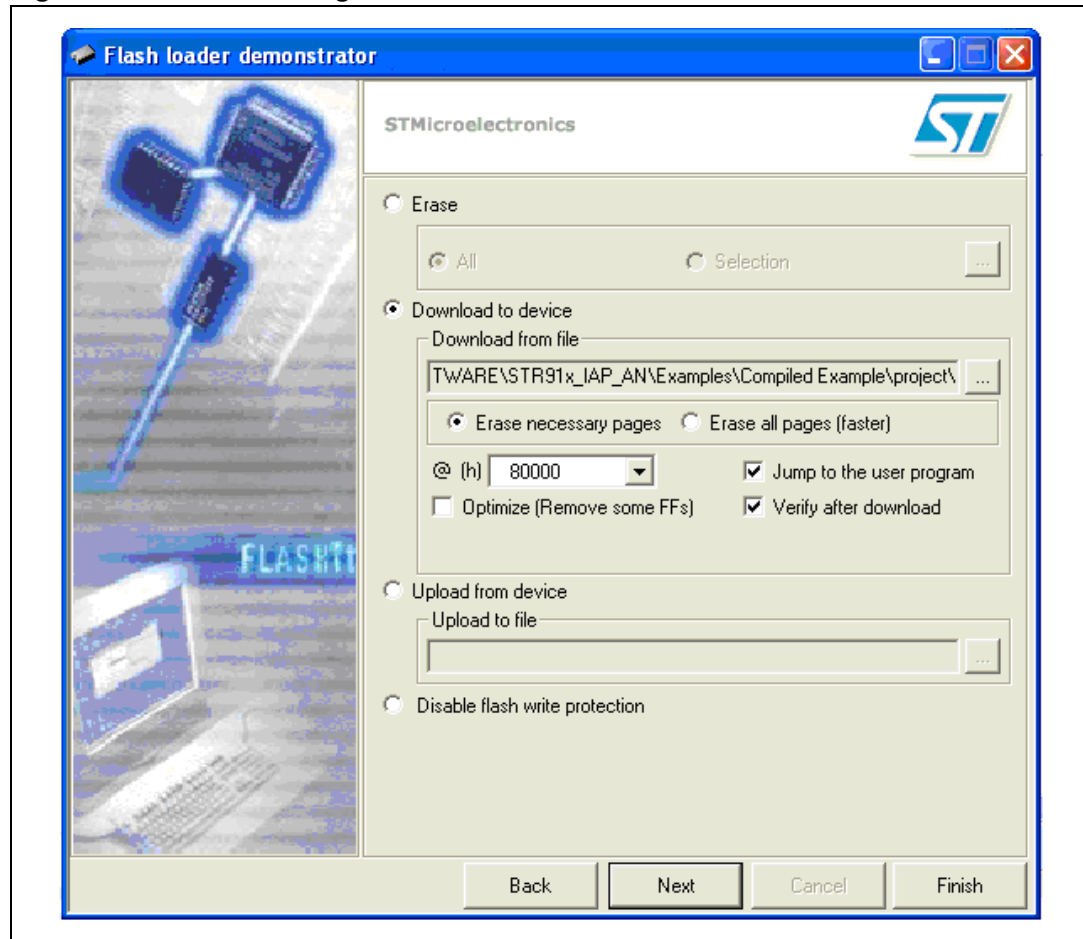 Flash loader demonstrator
STMicroelectronics
ST
Erase
All Selection ...
Download to device
Download from file
TWARE\STR91x_IAP_AN\Examples\Compiled Example\project\ ...
Erase necessary pages Erase all pages (faster)
@ (h) 80000 Jump to the user program
Optimize (Remove some FFs) Verify after download
Upload from device
Upload to file
...
Disable flash write protection
Back Next Cancel Finish